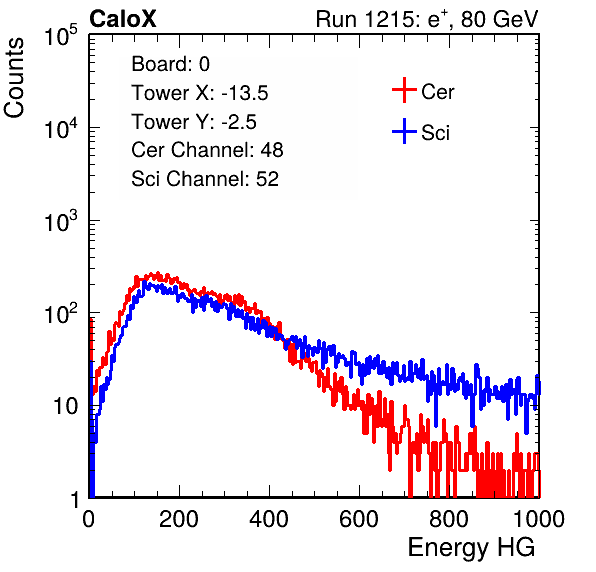 CaloX Run 1215: e⁺, 80 GeV
Counts
10⁵
10⁴
10³
10²
10
1
Board: 0
Tower X: -13.5
Tower Y: -2.5
Cer Channel: 48
Sci Channel: 52
Cer
Sci
0 200 400 600 800 1000
Energy HG